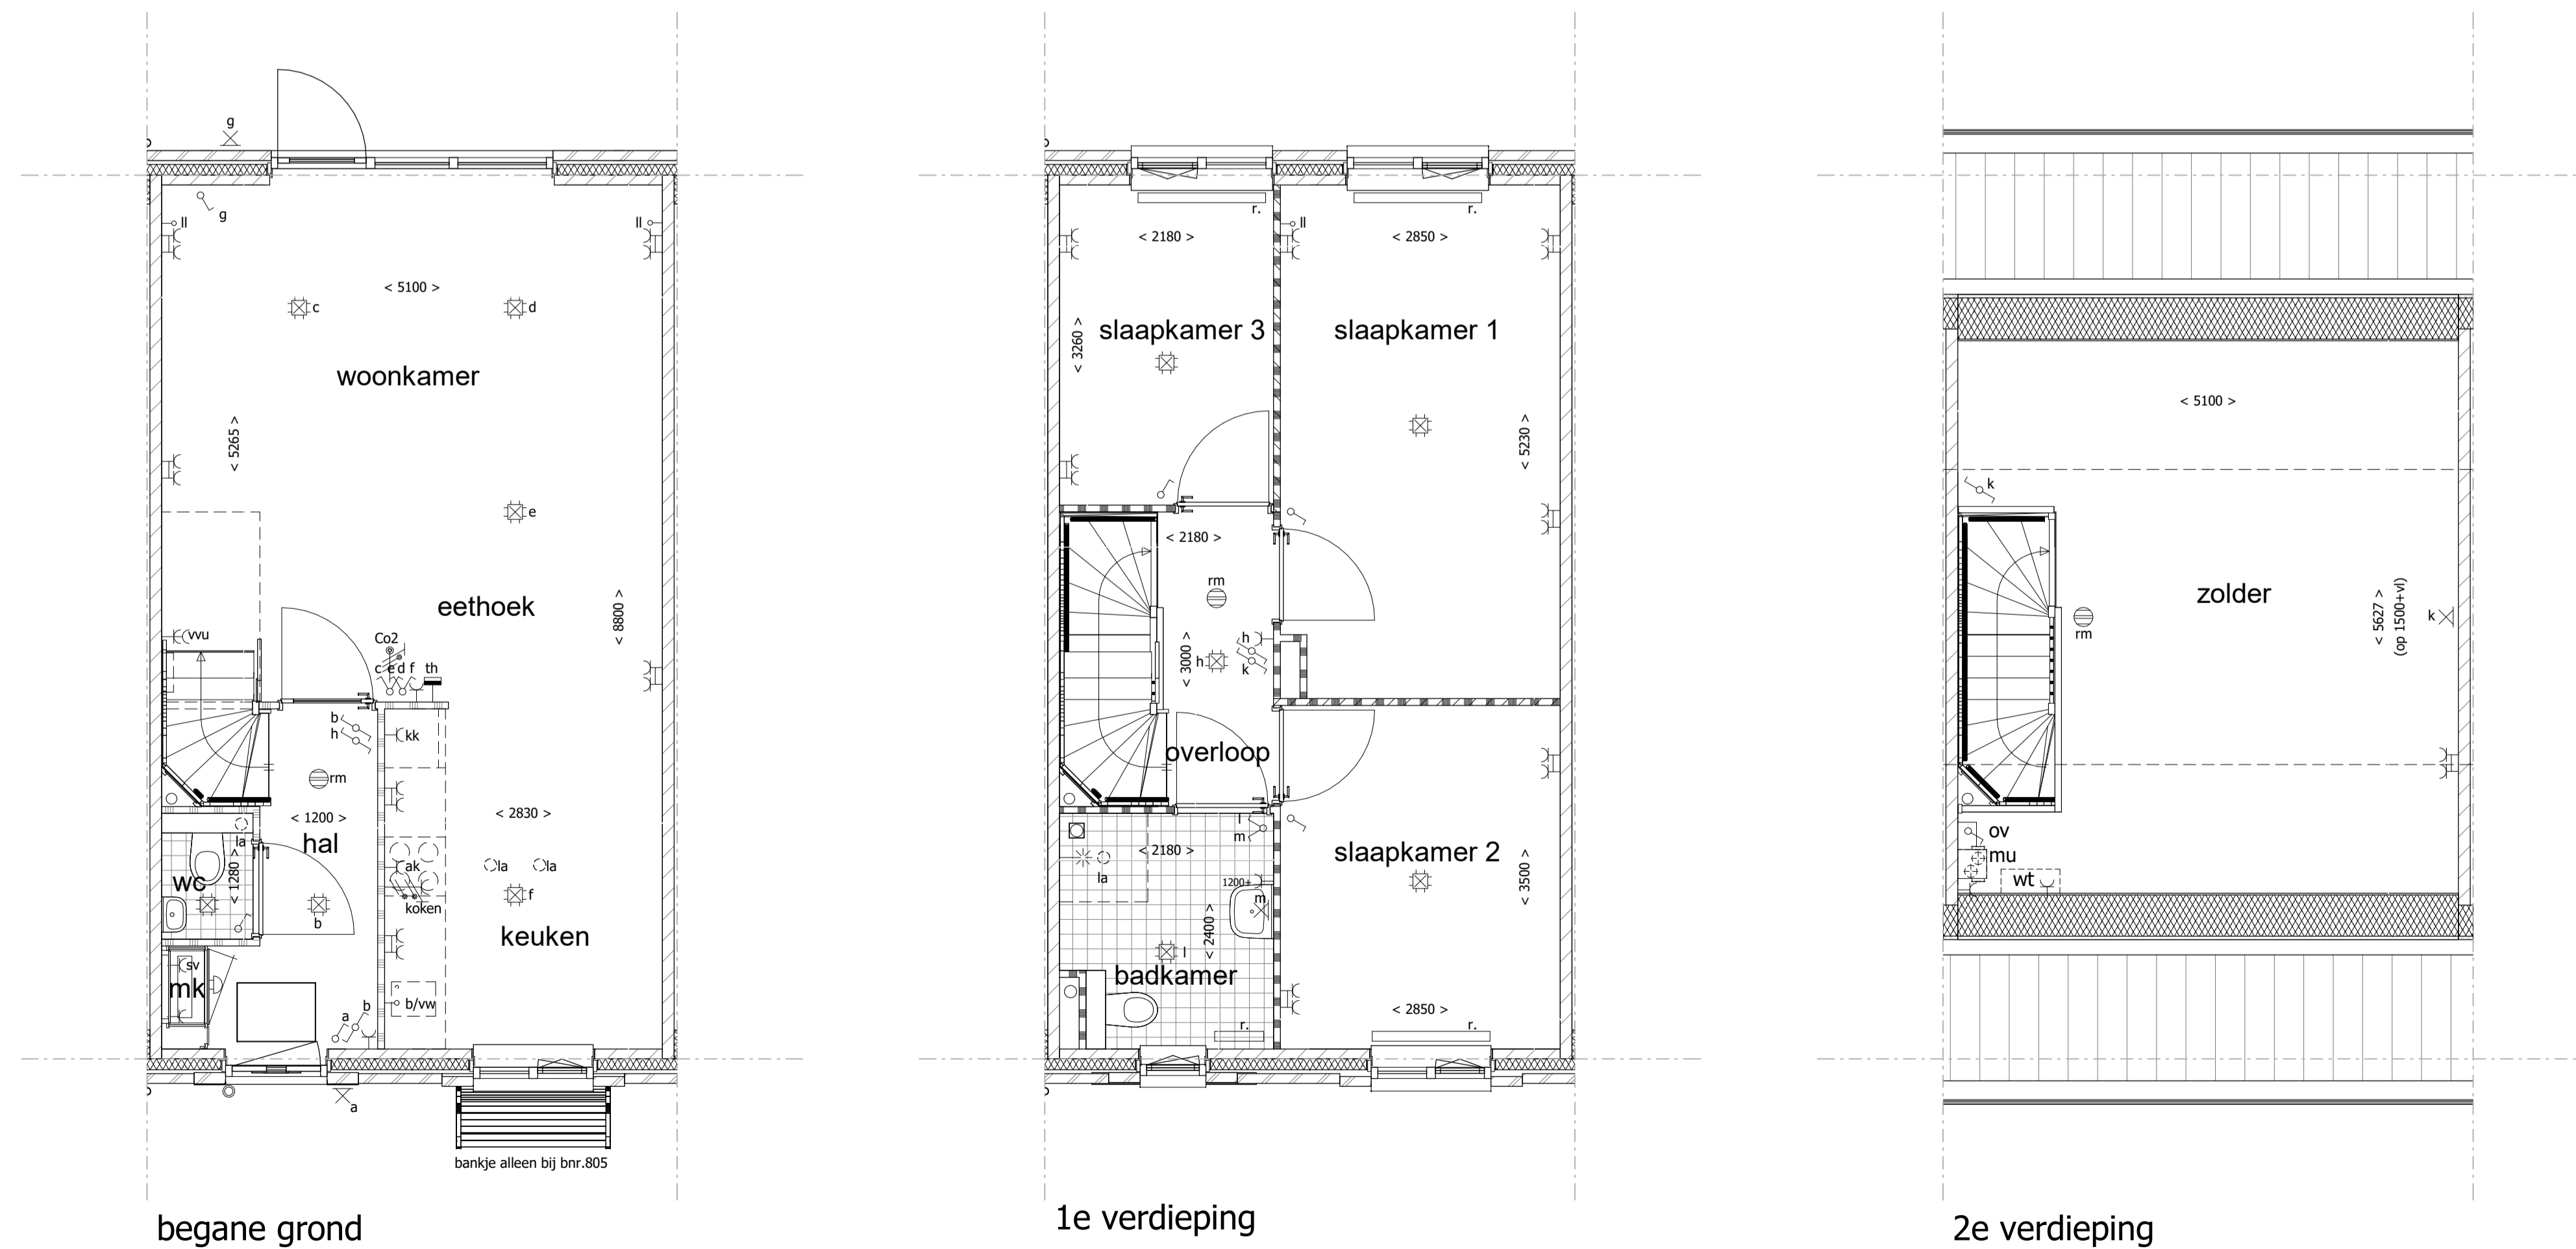 g
g
ll
ll
< 5100 >
c
d
woonkamer
< 5265 >
e
eethoek
< 8800 >
vvu
Co2
c e d f th
b
h
kk
rm
< 1200 >
hal
< 2830 >
la
< 1280 >
wc
ak
la
la
koken
f
b
keuken
sv
mk
b/vw
a
b
a
bankje alleen bij bnr.805
begane grond
r.
r.
< 2180 >
ll
< 2850 >
< 3260 >
slaapkamer 3
slaapkamer 1
< 5230 >
< 2180 >
rm
h
h
k
< 3000 >
overloop
l
m
< 2180 >
la
1200+
m
slaapkamer 2
< 3500 >
< 2400 >
l
badkamer
r.
< 2850 >
r.
1e verdieping
< 5100 >
k
zolder
rm
< 5627 >
(op 1500+vl)
k
ov
mu
wt
2e verdieping